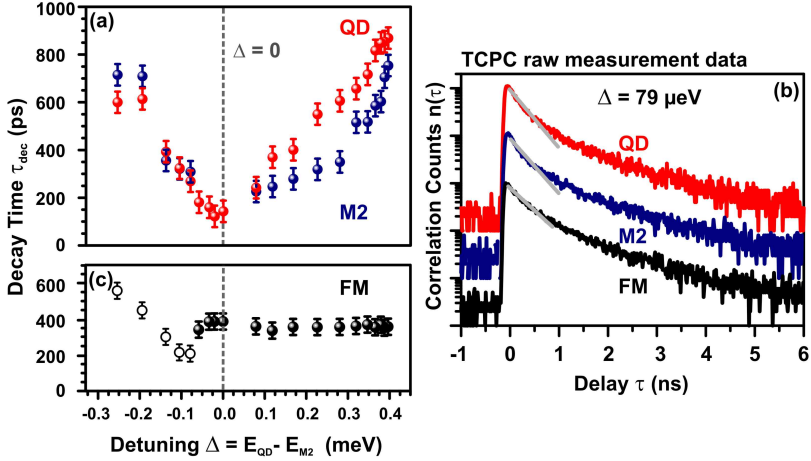 (a)
QD
Δ = 0
M2
1000
800
600
400
200
0
Decay Time τdec (ps)
(c)
FM
600
400
200
0
-0.3 -0.2 -0.1 0.0 0.1 0.2 0.3 0.4
Detuning Δ = EQD- EM2 (meV)
TCPC raw measurement data
(b)
Δ = 79 µeV
QD
M2
FM
Correlation Counts n(τ)
-1 0 1 2 3 4 5 6
Delay τ (ns)